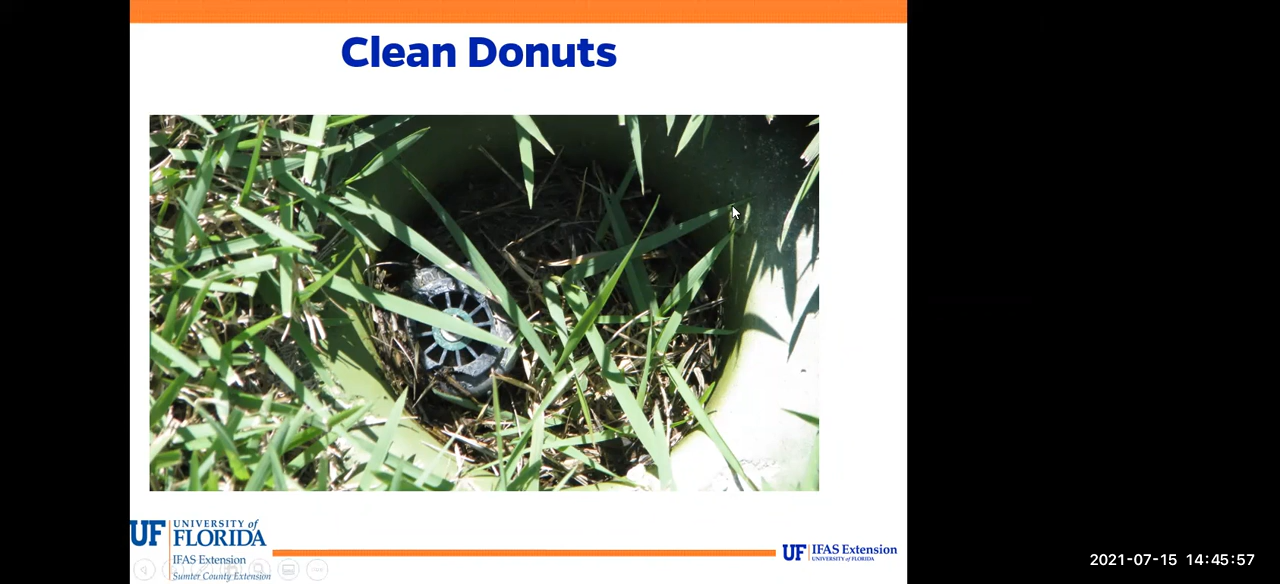 Clean Donuts
UF UNIVERSITY of
FLORIDA
IFAS Extension
Sumter County Extension
UF IFAS Extension
UNIVERSITY of FLORIDA
2021-07-15 14:45:57